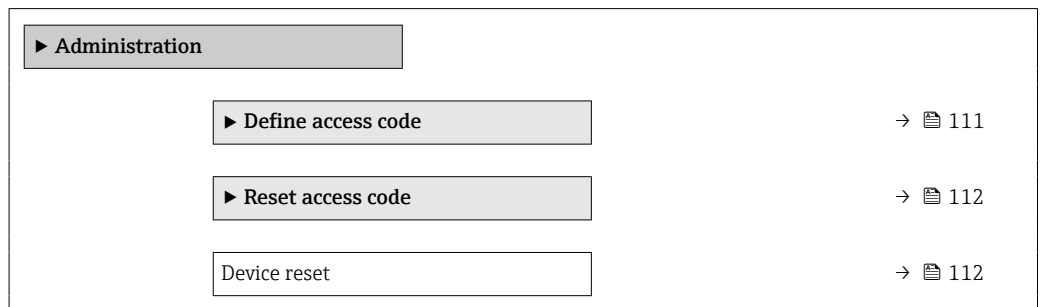 ▶ Administration
▶ Define access code → 111
▶ Reset access code → 112
Device reset → 112